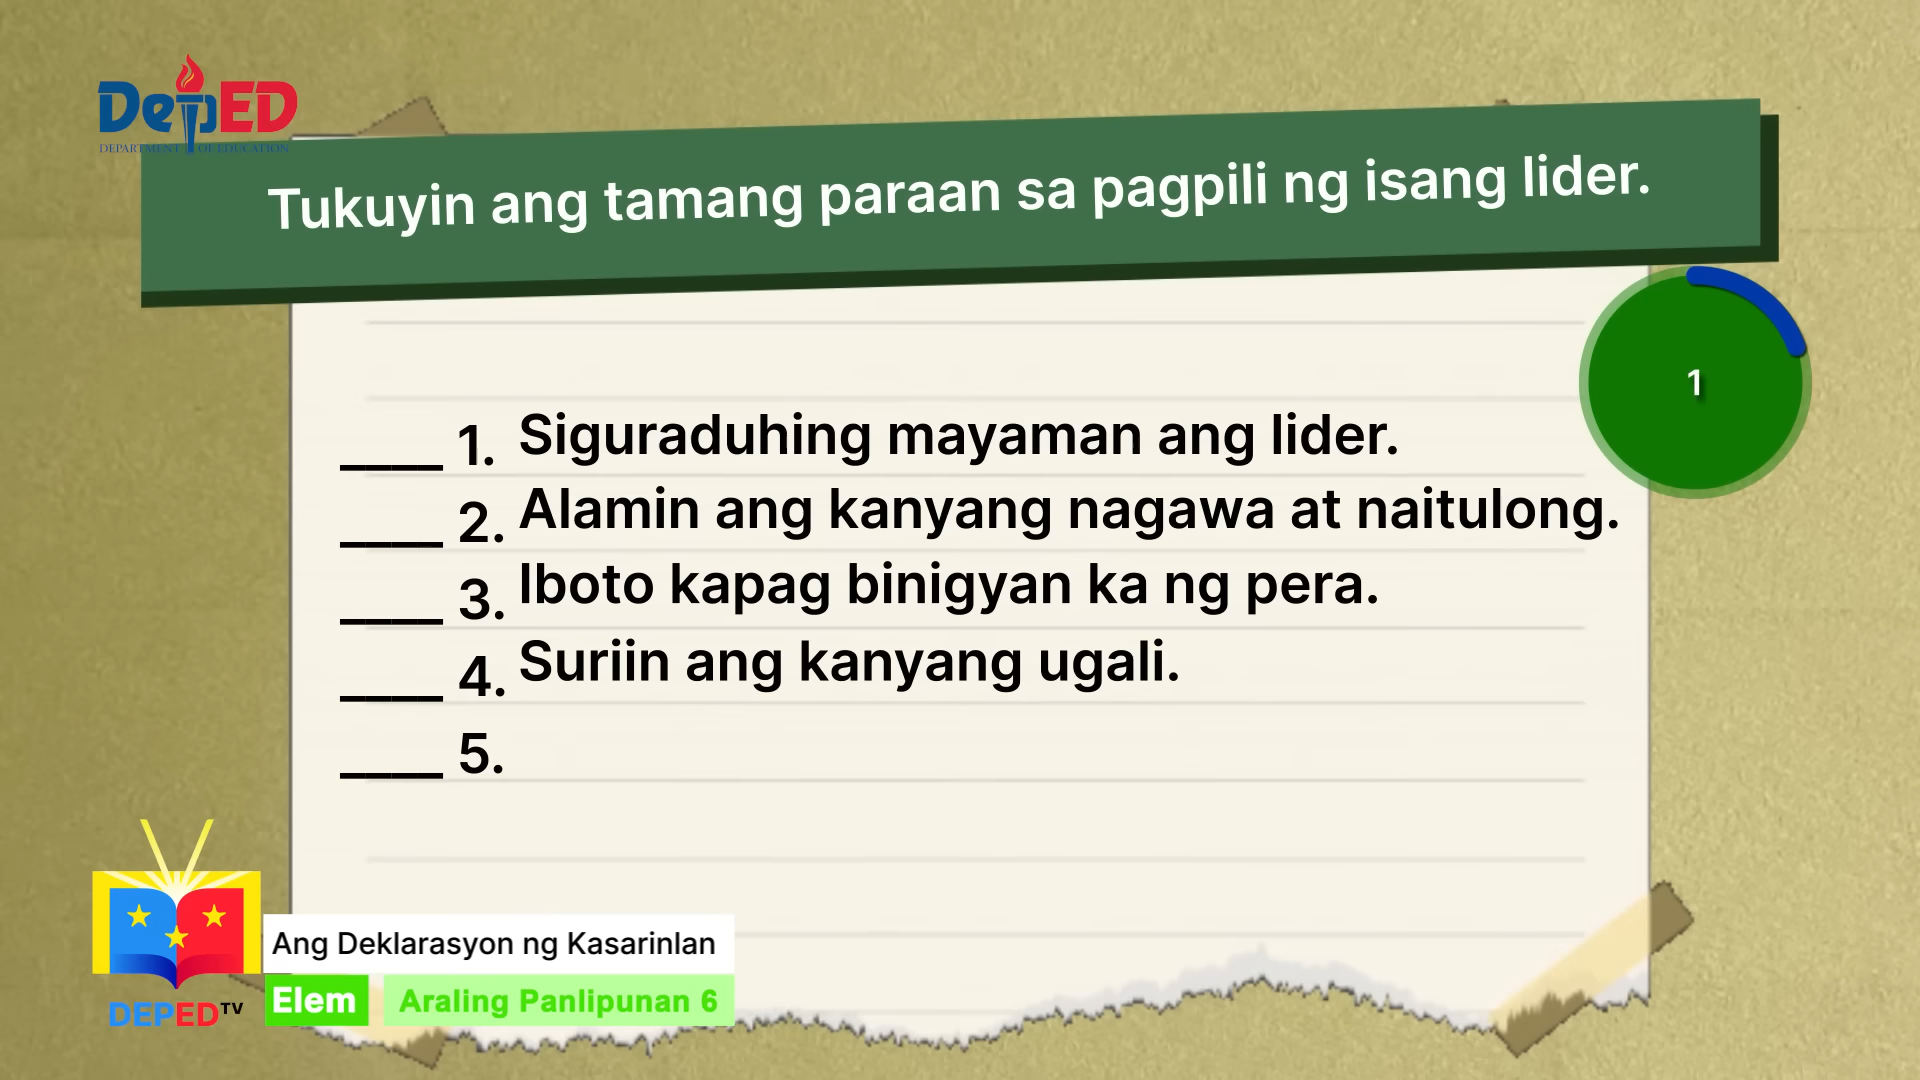 DepED
DEPARTMENT OF EDUCATION
Tukuyin ang tamang paraan sa pagpili ng isang lider.
1
____ 1. Siguraduhing mayaman ang lider.
____ 2. Alamin ang kanyang nagawa at naitulong.
____ 3. Iboto kapag binigyan ka ng pera.
____ 4. Suriin ang kanyang ugali.
____ 5.
Ang Deklarasyon ng Kasarinlan
Elem Araling Panlipunan 6
DEPED TV